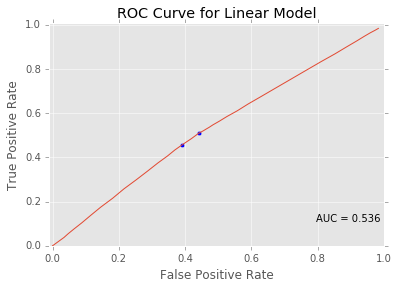 ROC Curve for Linear Model
1.0
0.8
0.6
0.4
0.2
0.0
True Positive Rate
AUC = 0.536
0.0 0.2 0.4 0.6 0.8 1.0
False Positive Rate